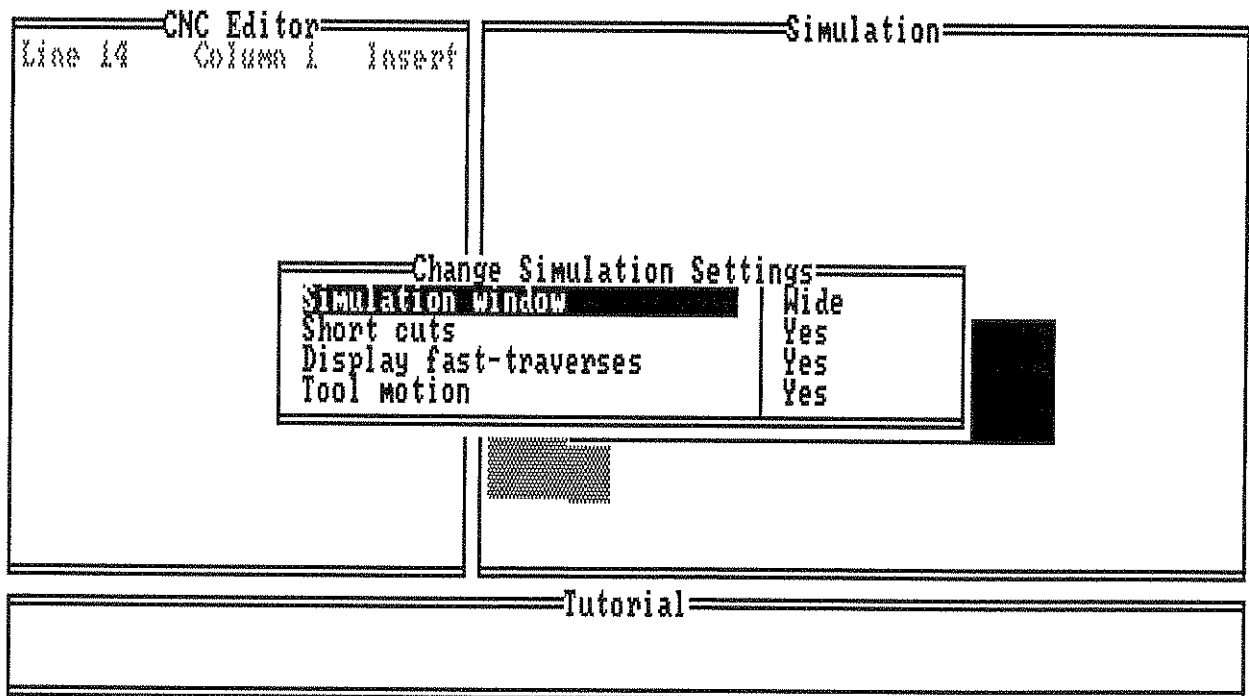 CNC Editor
Simulation
Line 14 Column 1 Insert
Change Simulation Settings
Simulation window Wide
Short cuts Yes
Display fast-traverses Yes
Tool motion Yes
Tutorial